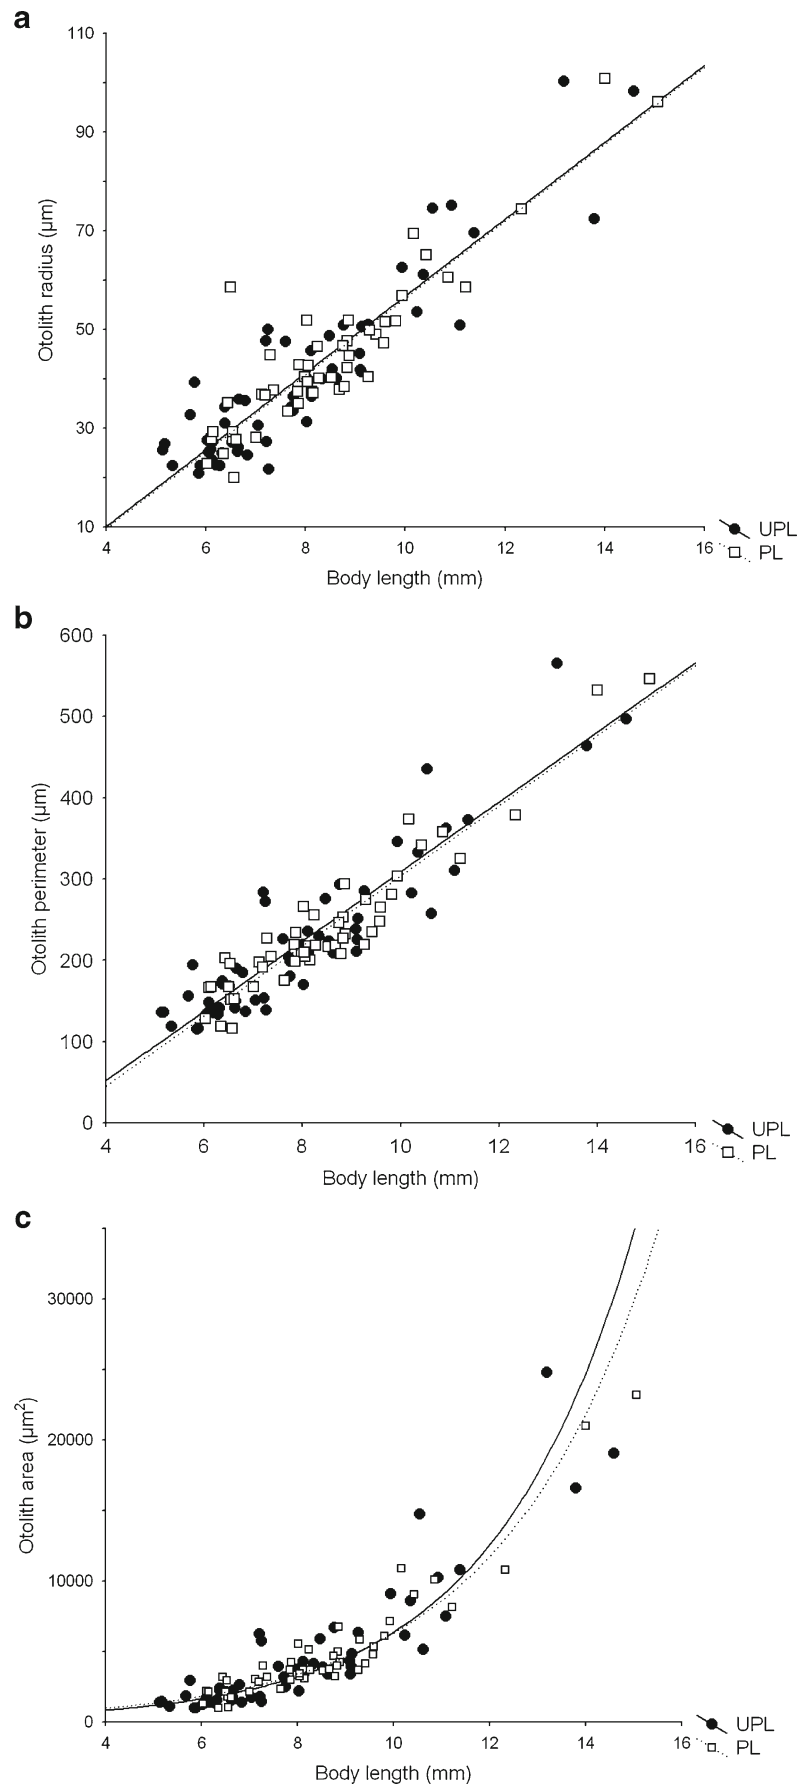 a
110
90
70
50
30
10
Otolith radius (µm)
4 6 8 10 12 14 16
Body length (mm)
UPL
PL
b
600
500
400
300
200
100
0
Otolith perimeter (µm)
4 6 8 10 12 14 16
Body length (mm)
UPL
PL
c
30000
20000
10000
0
Otolith area (µm²)
4 6 8 10 12 14 16
Body length (mm)
UPL
PL